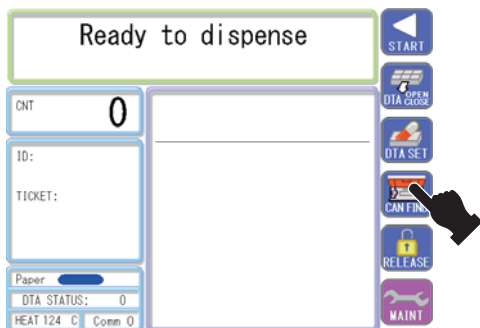 Ready to dispense
START
CNT
0
DTA OPEN
CLOSE
ID:
DTA SET
TICKET:
CAN FIN
RELEASE
Paper
DTA STATUS: 0
HEAT 124 C
Comm 0
MAINT